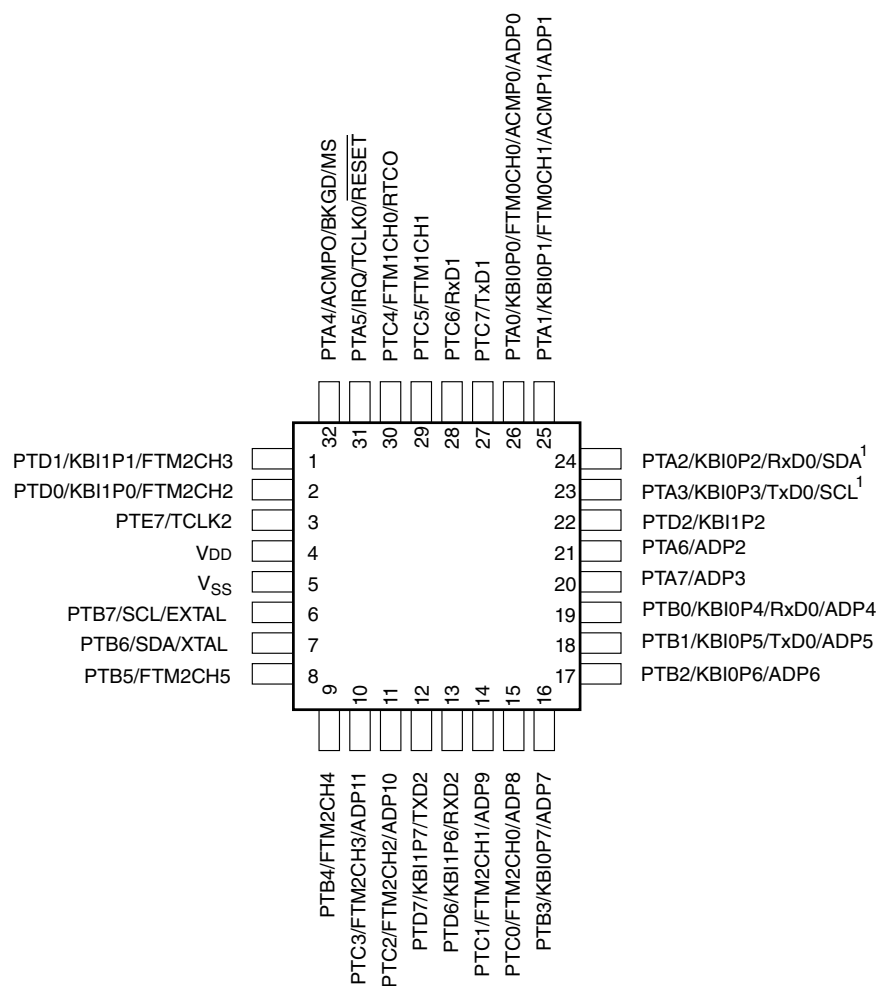 PTA4/ACMPO/BKGD/MS
PTA5/IRQ/TCLK0/RESET
PTC4/FTM1CH0/RTCO
PTC5/FTM1CH1
PTC6/RxD1
PTC7/TxD1
PTA0/KBI0P0/FTM0CH0/ACMP0/ADP0
PTA1/KBI0P1/FTM0CH1/ACMP1/ADP1
32 31 30 29 28 27 26 25
PTD1/KBI1P1/FTM2CH3 1 24 PTA2/KBI0P2/RxD0/SDA¹
PTD0/KBI1P0/FTM2CH2 2 23 PTA3/KBI0P3/TxD0/SCL¹
PTE7/TCLK2 3 22 PTD2/KBI1P2
VDD 4 21 PTA6/ADP2
VSS 5 20 PTA7/ADP3
PTB7/SCL/EXTAL 6 19 PTB0/KBI0P4/RxD0/ADP4
PTB6/SDA/XTAL 7 18 PTB1/KBI0P5/TxD0/ADP5
PTB5/FTM2CH5 8 17 PTB2/KBI0P6/ADP6
9 10 11 12 13 14 15 16
PTB4/FTM2CH4
PTC3/FTM2CH3/ADP11
PTC2/FTM2CH2/ADP10
PTD7/KBI1P7/TXD2
PTD6/KBI1P6/RXD2
PTC1/FTM2CH1/ADP9
PTC0/FTM2CH0/ADP8
PTB3/KBI0P7/ADP7